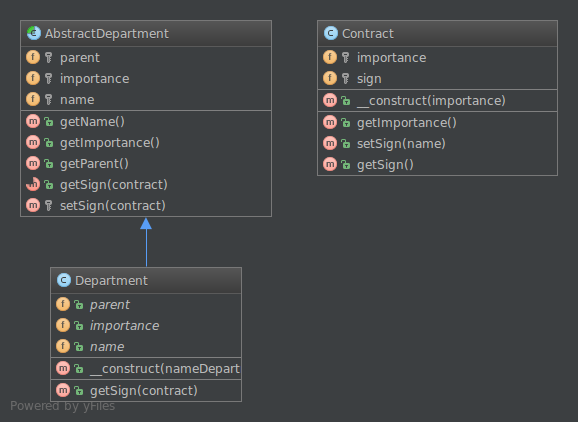 AbstractDepartment
parent
importance
name
getName()
getImportance()
getParent()
getSign(contract)
setSign(contract)
Contract
importance
sign
__construct(importance)
getImportance()
setSign(name)
getSign()
Department
parent
importance
name
__construct(nameDepart
getSign(contract)
Powered by yFiles